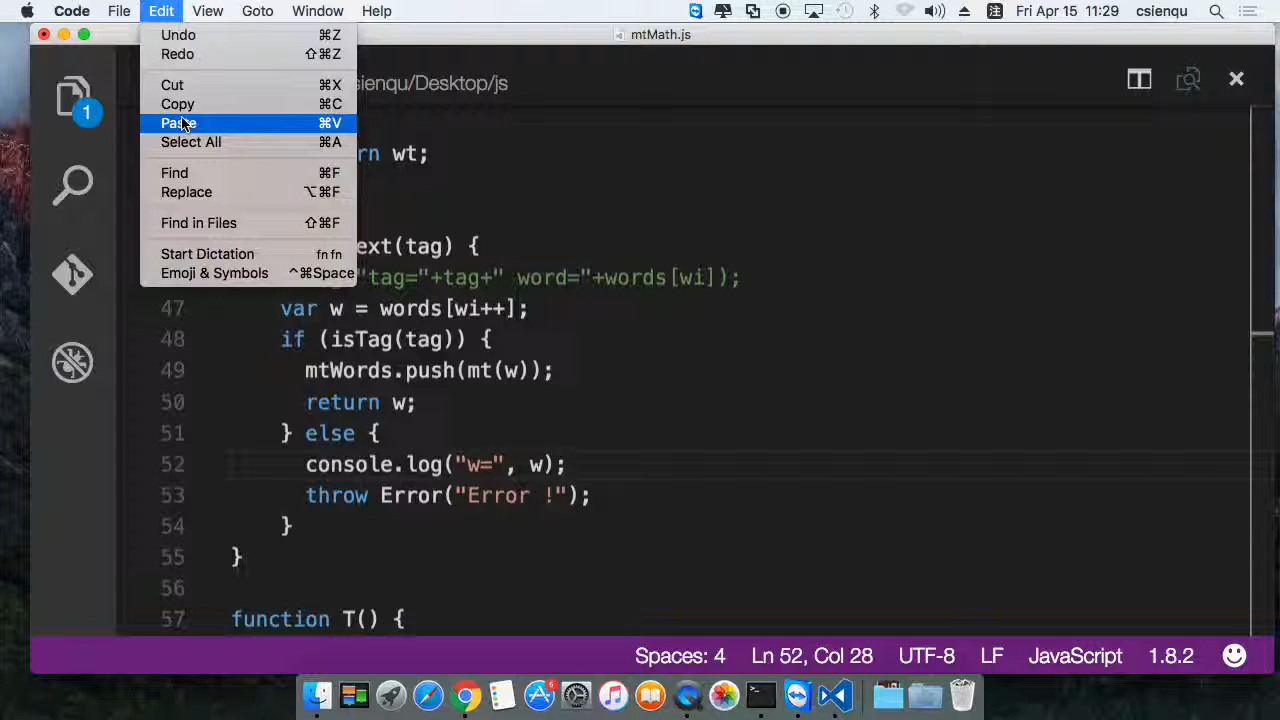 Code File Edit View Goto Window Help 注 Fri Apr 15 11:29 csienqu
mtMath.js
Undo ⌘Z
Redo ⇧⌘Z
Cut ⌘X
Copy ⌘C
Paste ⌘V
Select All ⌘A
Find ⌘F
Replace ⌥⌘F
Find in Files ⇧⌘F
Start Dictation fn fn
Emoji & Symbols ^⌘Space
1
sienqu/Desktop/js
rn wt;
ext(tag) {
"tag="+tag+" word="+words[wi]);
47 var w = words[wi++];
48 if (isTag(tag)) {
49 mtWords.push(mt(w));
50 return w;
51 } else {
52 console.log("w=", w);
53 throw Error("Error !");
54 }
55 }
56
57 function T() {
Spaces: 4 Ln 52, Col 28 UTF-8 LF JavaScript 1.8.2
6